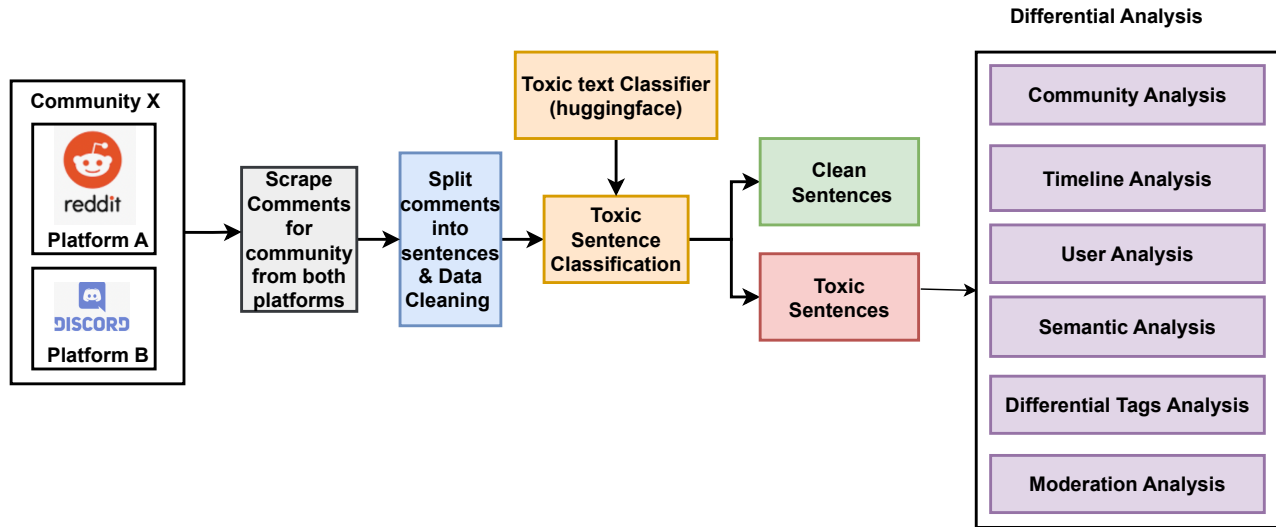 Differential Analysis
Community X
reddit
Platform A
DISCORD
Platform B
Scrape
Comments
for
community
from both
platforms
Split
comments
into
sentences
& Data
Cleaning
Toxic text Classifier
(huggingface)
Toxic
Sentence
Classification
Clean
Sentences
Toxic
Sentences
Community Analysis
Timeline Analysis
User Analysis
Semantic Analysis
Differential Tags Analysis
Moderation Analysis